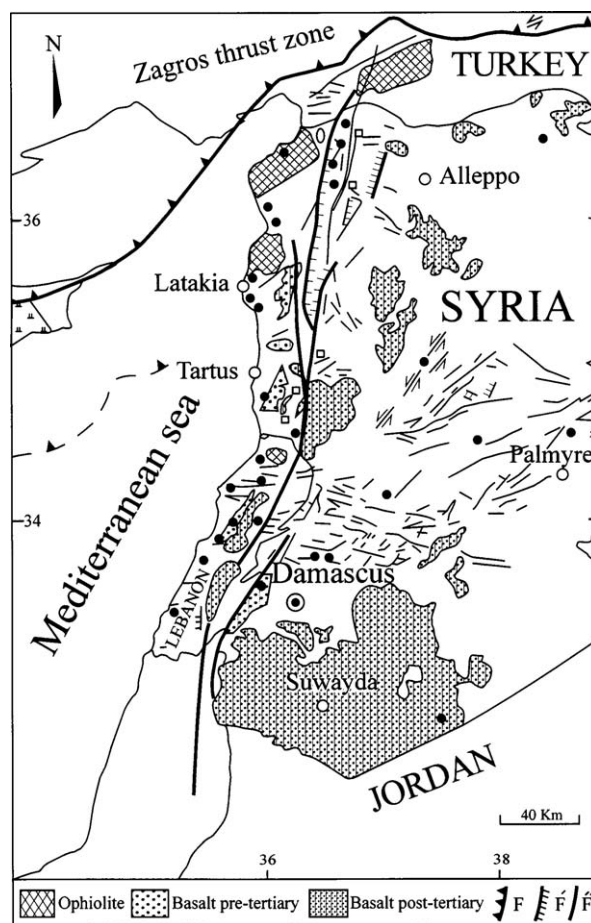 N
Zagros thrust zone
TURKEY
Alleppo
36
Latakia
SYRIA
Tartus
Palmyre
34
Mediterranean sea
Damascus
LEBANON
Suwayda
JORDAN
40 Km
36
38
Ophiolite
Basalt pre-tertiary
Basalt post-tertiary
F
F́
F̋